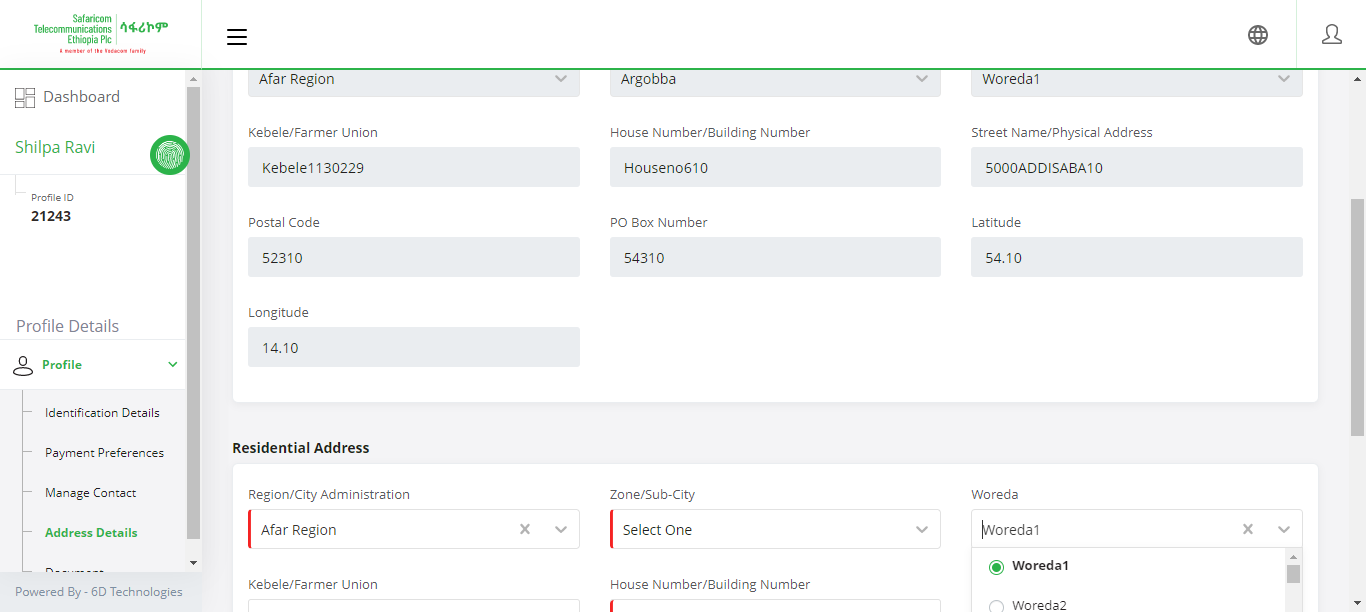 Safaricom
Telecommunications
Ethiopia Plc
ሳፋሪኮም
A member of the Vodacom family
Dashboard
Shilpa Ravi
Profile ID
21243
Profile Details
Profile
Identification Details
Payment Preferences
Manage Contact
Address Details
Document
Powered By - 6D Technologies
Afar Region
Argobba
Woreda1
Kebele/Farmer Union
House Number/Building Number
Street Name/Physical Address
Kebele1130229
Houseno610
5000ADDISABA10
Postal Code
PO Box Number
Latitude
52310
54310
54.10
Longitude
14.10
Residential Address
Region/City Administration
Zone/Sub-City
Woreda
Afar Region
Select One
Woreda1
Woreda1
Woreda2
Kebele/Farmer Union
House Number/Building Number